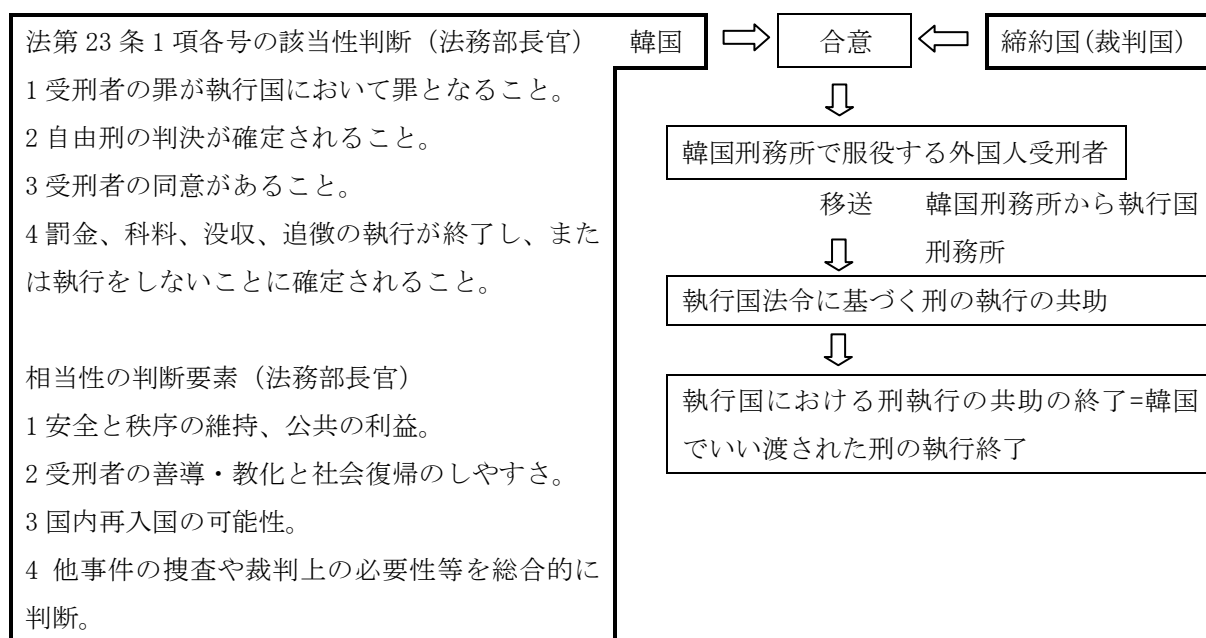 法第 23 条 1 項各号の該当性判断（法務部長官）
1 受刑者の罪が執行国において罪となること。
2 自由刑の判決が確定されること。
3 受刑者の同意があること。
4 罰金、科料、没収、追徴の執行が終了し、また
は執行をしないことに確定されること。
相当性の判断要素（法務部長官）
1 安全と秩序の維持、公共の利益。
2 受刑者の善導・教化と社会復帰のしやすさ。
3 国内再入国の可能性。
4 他事件の捜査や裁判上の必要性等を総合的に
判断。
韓国
合意
締約国(裁判国)
韓国刑務所で服役する外国人受刑者
移送 韓国刑務所から執行国
刑務所
執行国法令に基づく刑の執行の共助
執行国における刑執行の共助の終了=韓国
でいい渡された刑の執行終了